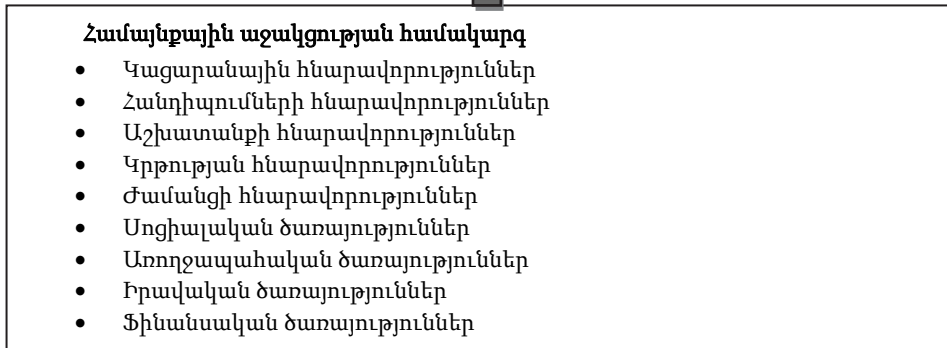 Համայնքային աջակցության համակարգ
• Կացարանային հնարավորություններ
• Հանդիպումների հնարավորություններ
• Աշխատանքի հնարավորություններ
• Կրթության հնարավորություններ
• Ժամանցի հնարավորություններ
• Սոցիալական ծառայություններ
• Առողջապահական ծառայություններ
• Իրավական ծառայություններ
• Ֆինանսական ծառայություններ